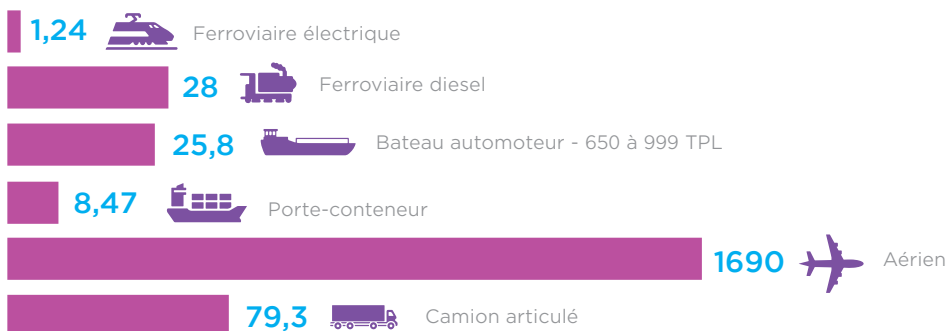 1,24 Ferroviaire électrique
28 Ferroviaire diesel
25,8 Bateau automoteur - 650 à 999 TPL
8,47 Porte-conteneur
1690 Aérien
79,3 Camion articulé